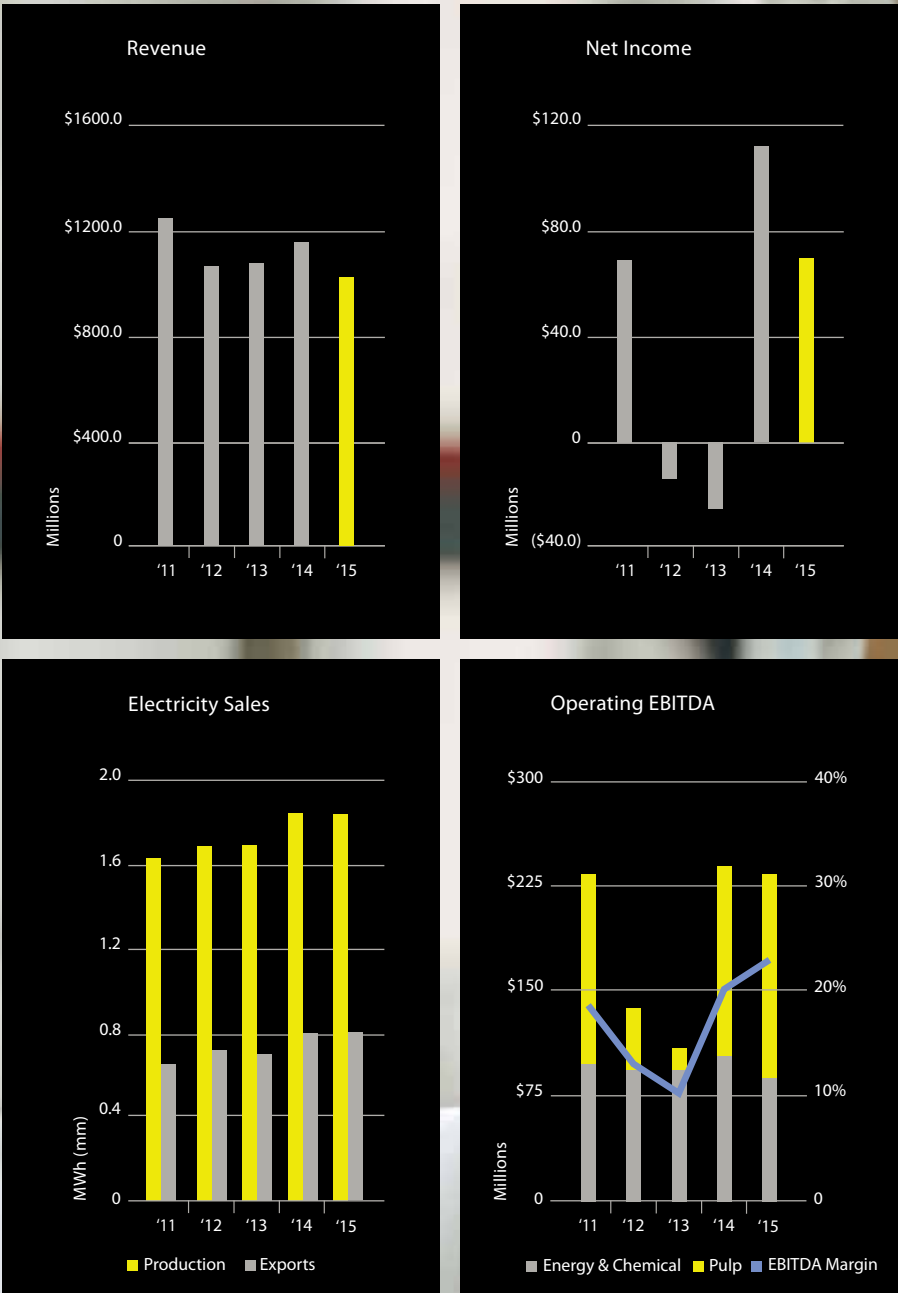 Revenue
$1600.0
$1200.0
$800.0
$400.0
0
Millions
‘11 ‘12 ‘13 ‘14 ‘15
Net Income
$120.0
$80.0
$40.0
0
($40.0)
Millions
‘11 ‘12 ‘13 ‘14 ‘15
Electricity Sales
2.0
1.6
1.2
0.8
0.4
0
MWh (mm)
‘11 ‘12 ‘13 ‘14 ‘15
Production Exports
Operating EBITDA
$300 40%
$225 30%
$150 20%
$75 10%
0 0
Millions
‘11 ‘12 ‘13 ‘14 ‘15
Energy & Chemical Pulp EBITDA Margin